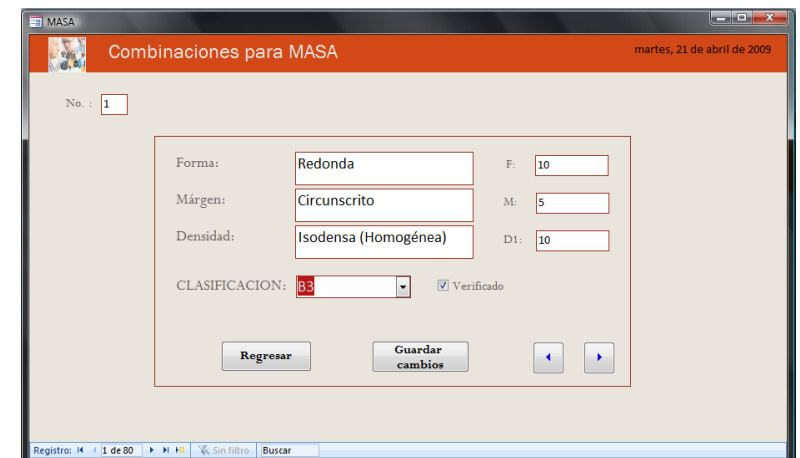 MASA
Combinaciones para MASA
martes, 21 de abril de 2009
No. : 1
Forma: Redonda F: 10
Márgen: Circunscrito M: 5
Densidad: Isodensa (Homogénea) D1: 10
CLASIFICACION: B3 Verificado
Regresar
Guardar
cambios
Registro: 1 de 80 Sin filtro Buscar